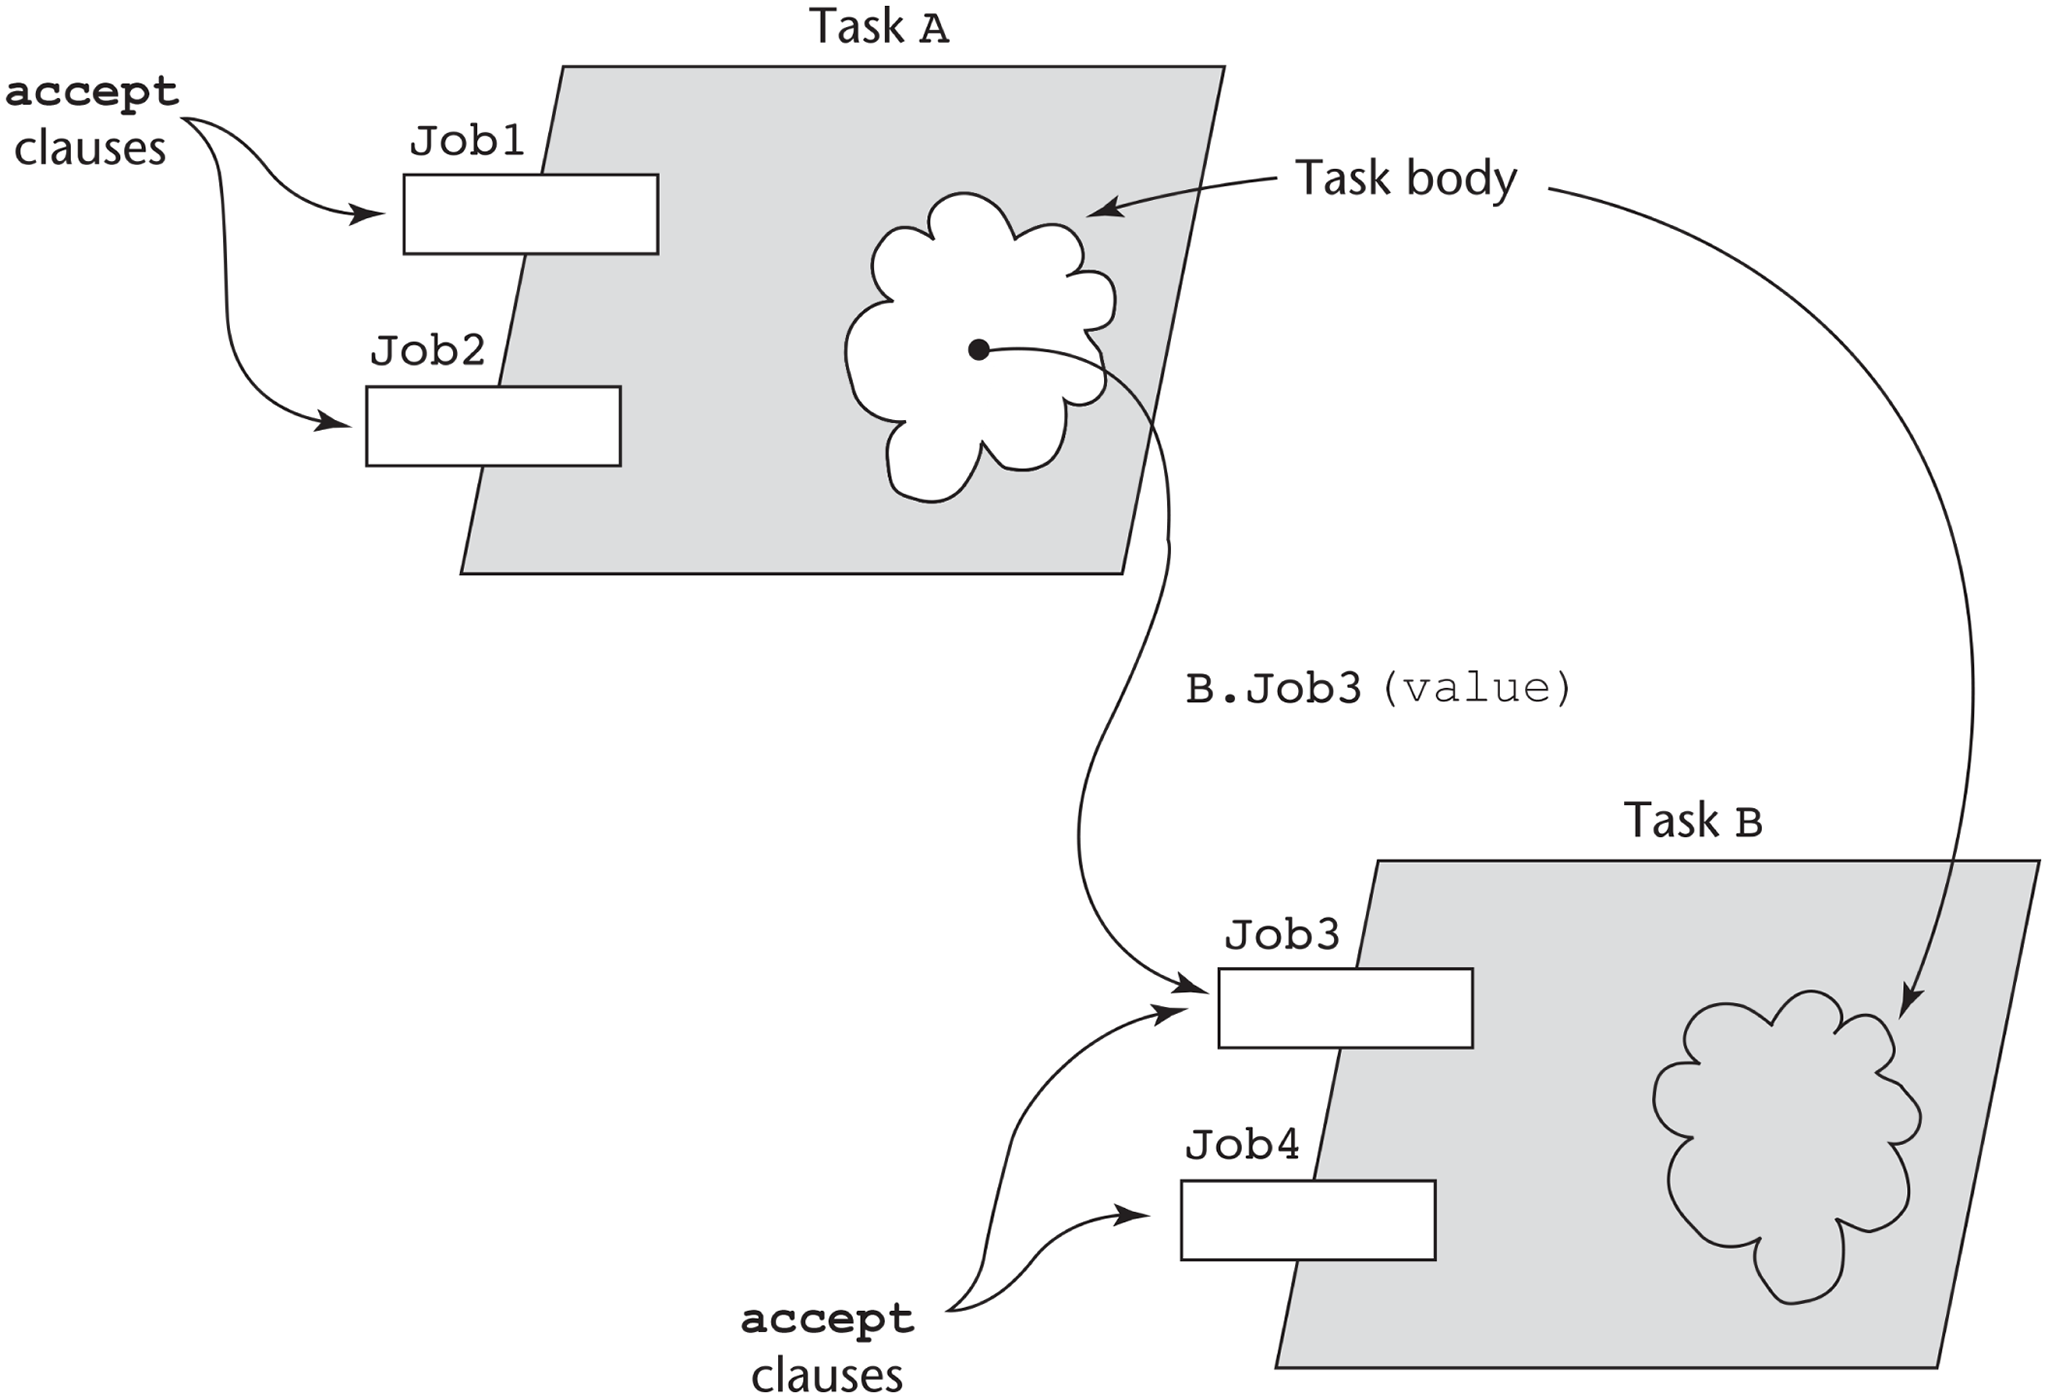 Task A
accept
clauses
Job1
Task body
Job2
B.Job3 (value)
Task B
Job3
Job4
accept
clauses